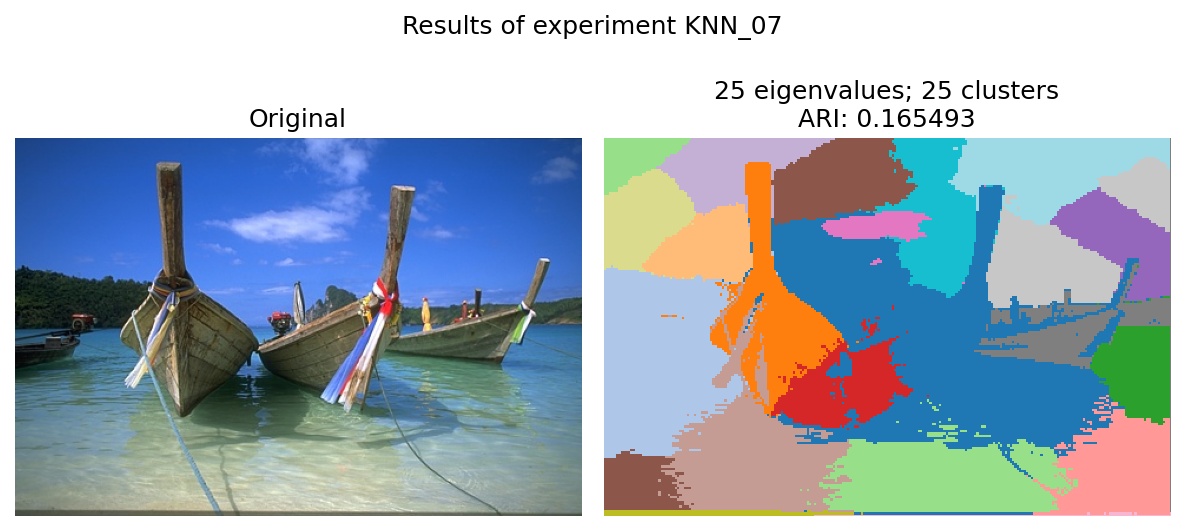 Results of experiment KNN_07
Original
25 eigenvalues; 25 clusters
ARI: 0.165493